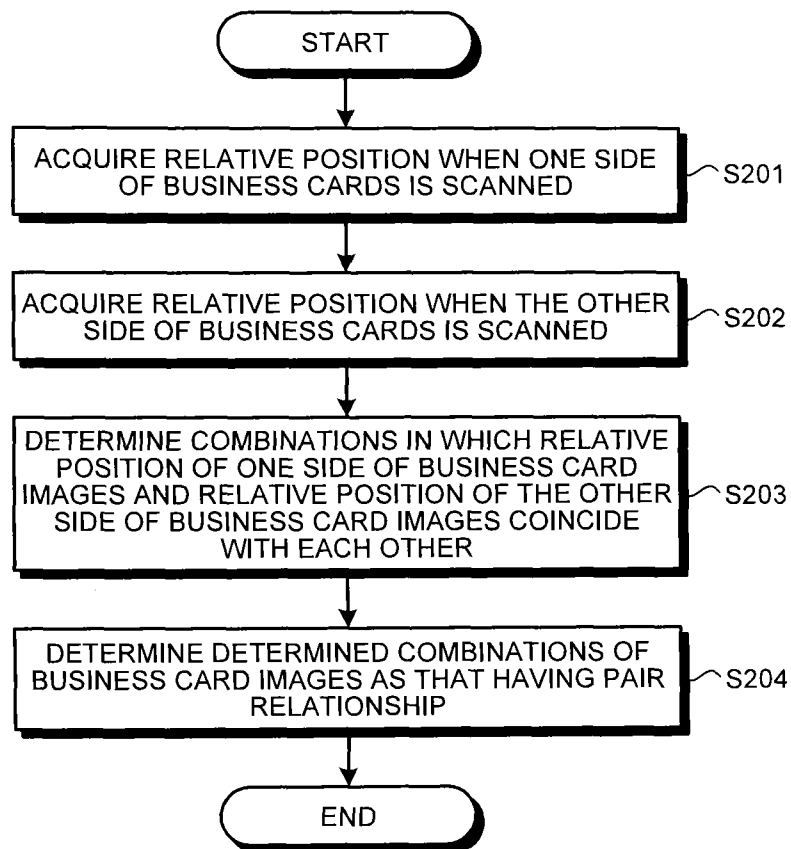 START
ACQUIRE RELATIVE POSITION WHEN ONE SIDE
OF BUSINESS CARDS IS SCANNED
S201
ACQUIRE RELATIVE POSITION WHEN THE OTHER
SIDE OF BUSINESS CARDS IS SCANNED
S202
DETERMINE COMBINATIONS IN WHICH RELATIVE
POSITION OF ONE SIDE OF BUSINESS CARD
IMAGES AND RELATIVE POSITION OF THE OTHER
SIDE OF BUSINESS CARD IMAGES COINCIDE
WITH EACH OTHER
S203
DETERMINE DETERMINED COMBINATIONS OF
BUSINESS CARD IMAGES AS THAT HAVING PAIR
RELATIONSHIP
S204
END